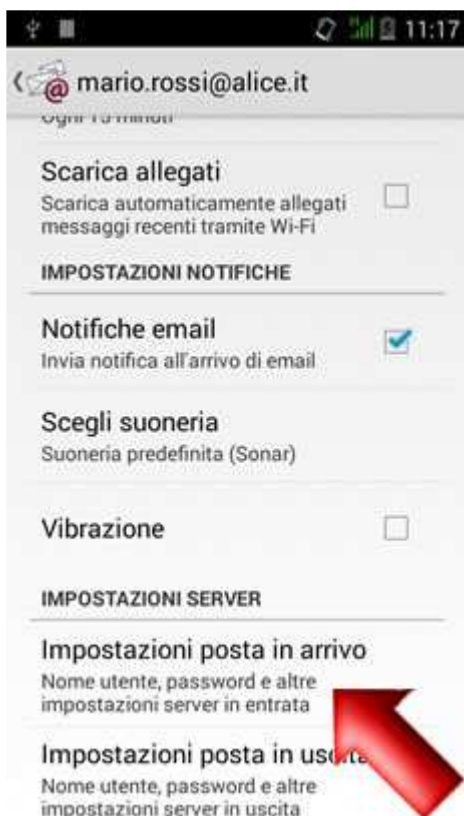 11:17
mario.rossi@alice.it
Ogni 15 minuti
Scarica allegati
Scarica automaticamente allegati
messaggi recenti tramite Wi-Fi
IMPOSTAZIONI NOTIFICHE
Notifiche email
Invia notifica all'arrivo di email
Scegli suoneria
Suoneria predefinita (Sonar)
Vibrazione
IMPOSTAZIONI SERVER
Impostazioni posta in arrivo
Nome utente, password e altre
impostazioni server in entrata
Impostazioni posta in uscita
Nome utente, password e altre
impostazioni server in uscita